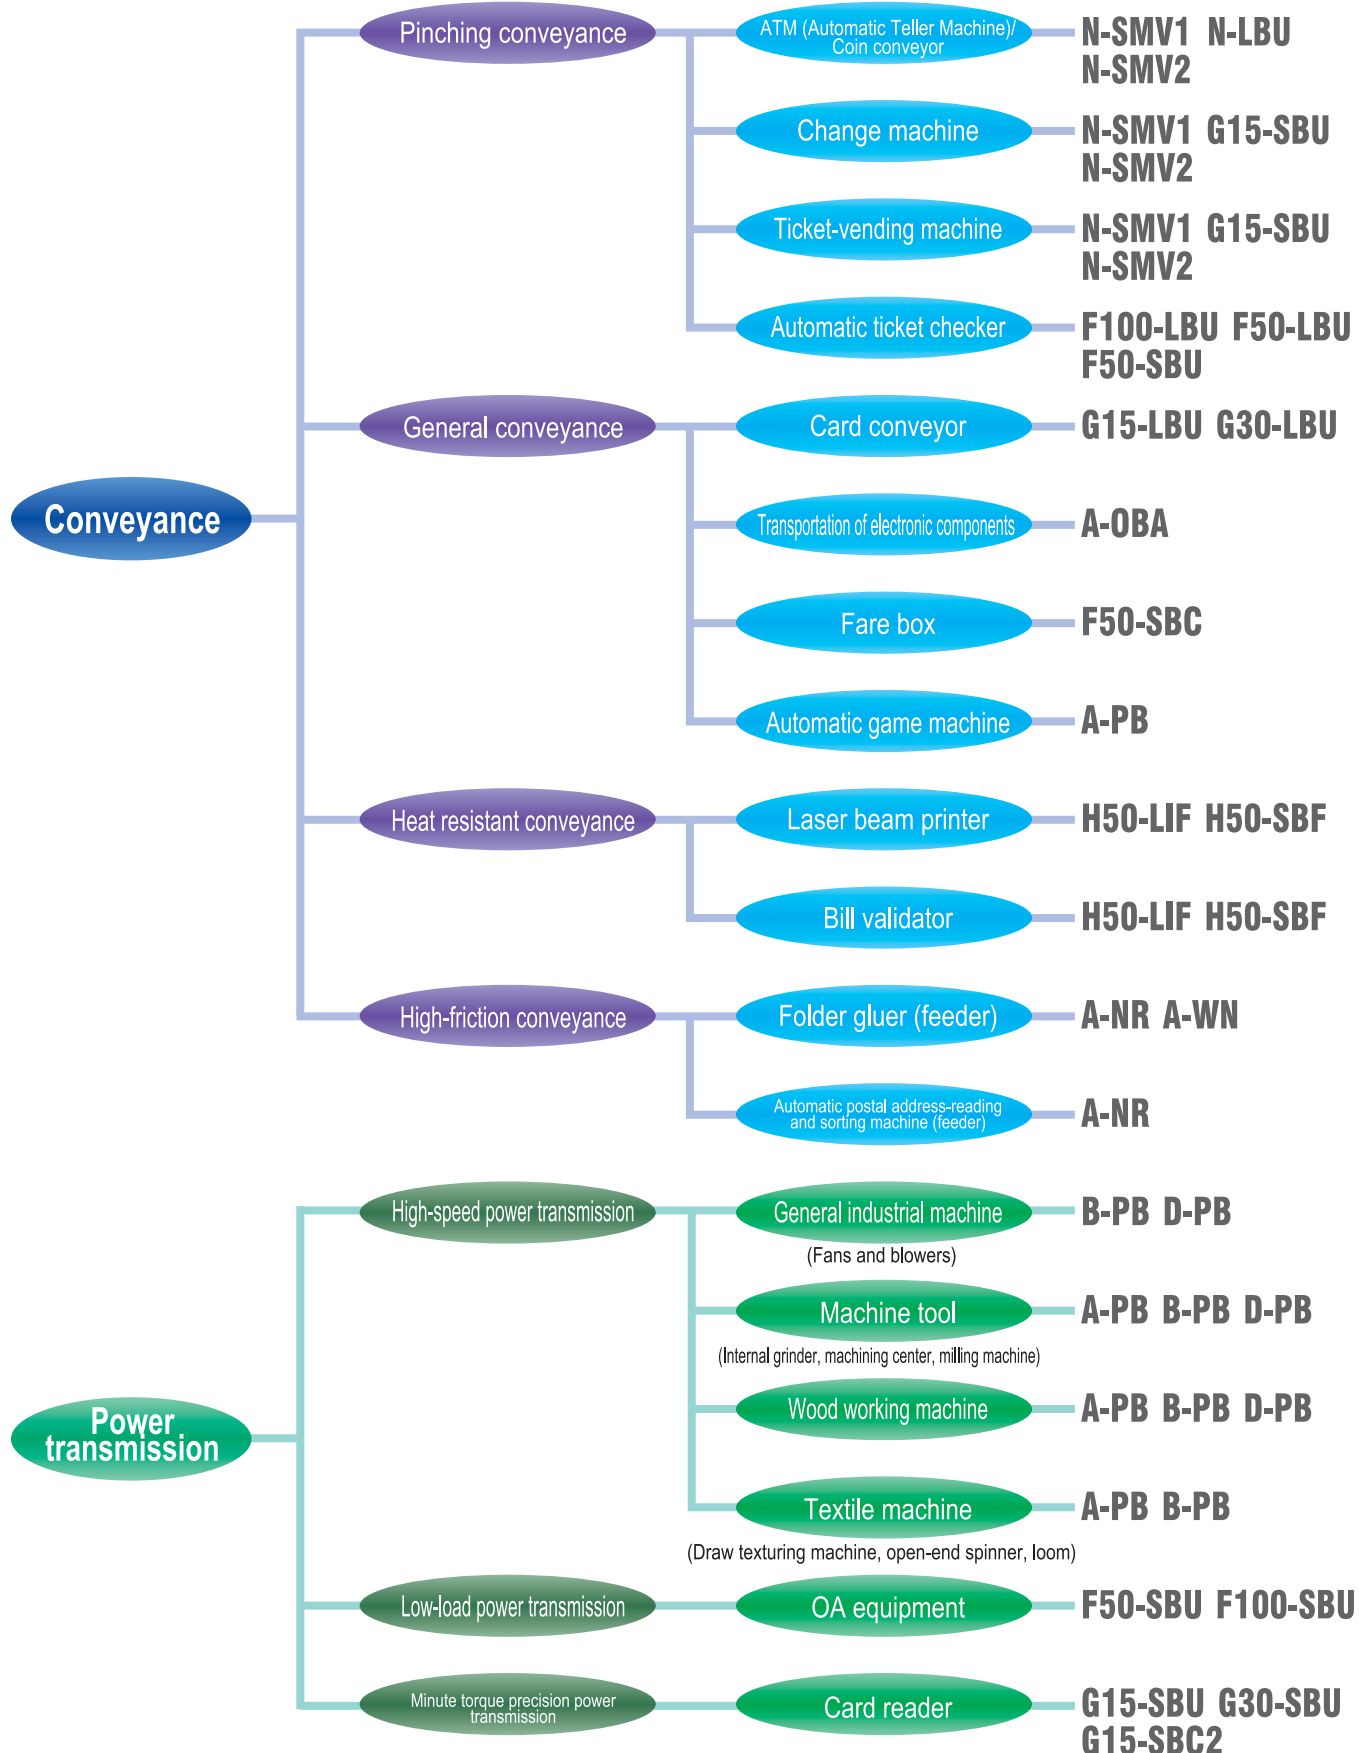 Conveyance
Pinching conveyance
ATM (Automatic Teller Machine)/
Coin conveyor
N-SMV1 N-LBU
N-SMV2
Change machine
N-SMV1 G15-SBU
N-SMV2
Ticket-vending machine
N-SMV1 G15-SBU
N-SMV2
Automatic ticket checker
F100-LBU F50-LBU
F50-SBU
General conveyance
Card conveyor
G15-LBU G30-LBU
Transportation of electronic components
A-OBA
Fare box
F50-SBC
Automatic game machine
A-PB
Heat resistant conveyance
Laser beam printer
H50-LIF H50-SBF
Bill validator
H50-LIF H50-SBF
High-friction conveyance
Folder gluer (feeder)
A-NR A-WN
Automatic postal address-reading
and sorting machine (feeder)
A-NR
Power
transmission
High-speed power transmission
General industrial machine
(Fans and blowers)
B-PB D-PB
Machine tool
(Internal grinder, machining center, milling machine)
A-PB B-PB D-PB
Wood working machine
A-PB B-PB D-PB
Textile machine
(Draw texturing machine, open-end spinner, loom)
A-PB B-PB
Low-load power transmission
OA equipment
F50-SBU F100-SBU
Minute torque precision power
transmission
Card reader
G15-SBU G30-SBU
G15-SBC2